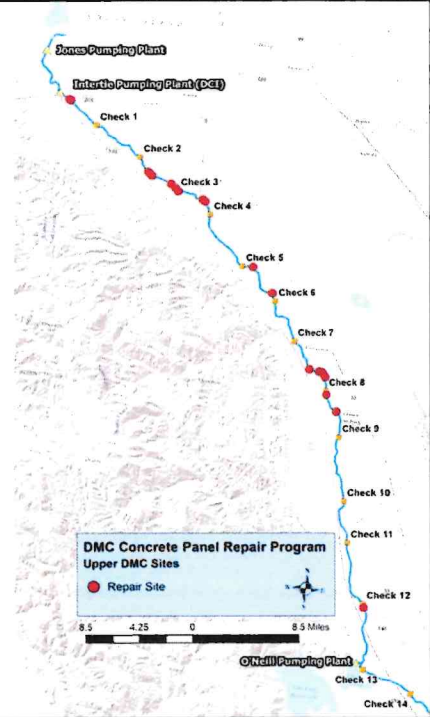 Jones Pumping Plant
Intertie Pumping Plant (DCI)
Check 1
Check 2
Check 3
Check 4
Check 5
Check 6
Check 7
Check 8
Check 9
Check 10
Check 11
DMC Concrete Panel Repair Program
Upper DMC Sites
Repair Site
8.5 4.25 0 8.5 Miles
Check 12
O'Neill Pumping Plant
Check 13
Check 14